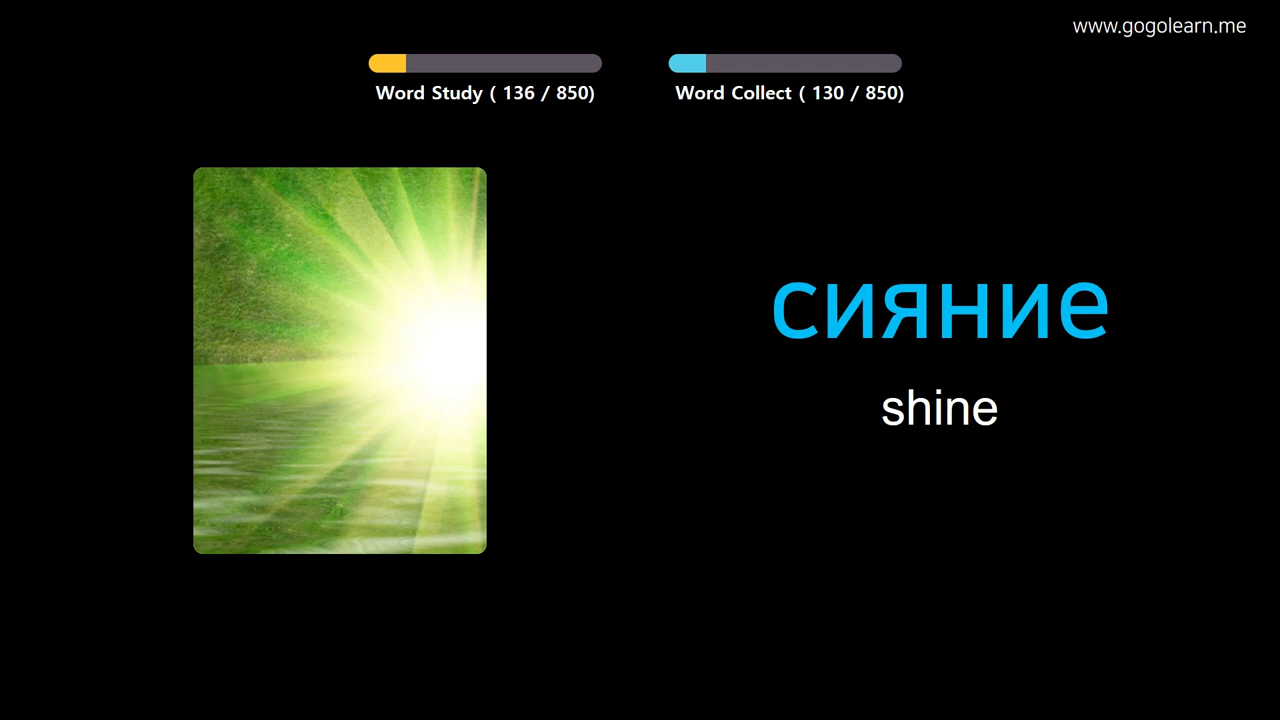 www.gogolearn.me
Word Study ( 136 / 850)
Word Collect ( 130 / 850)
сияние
shine